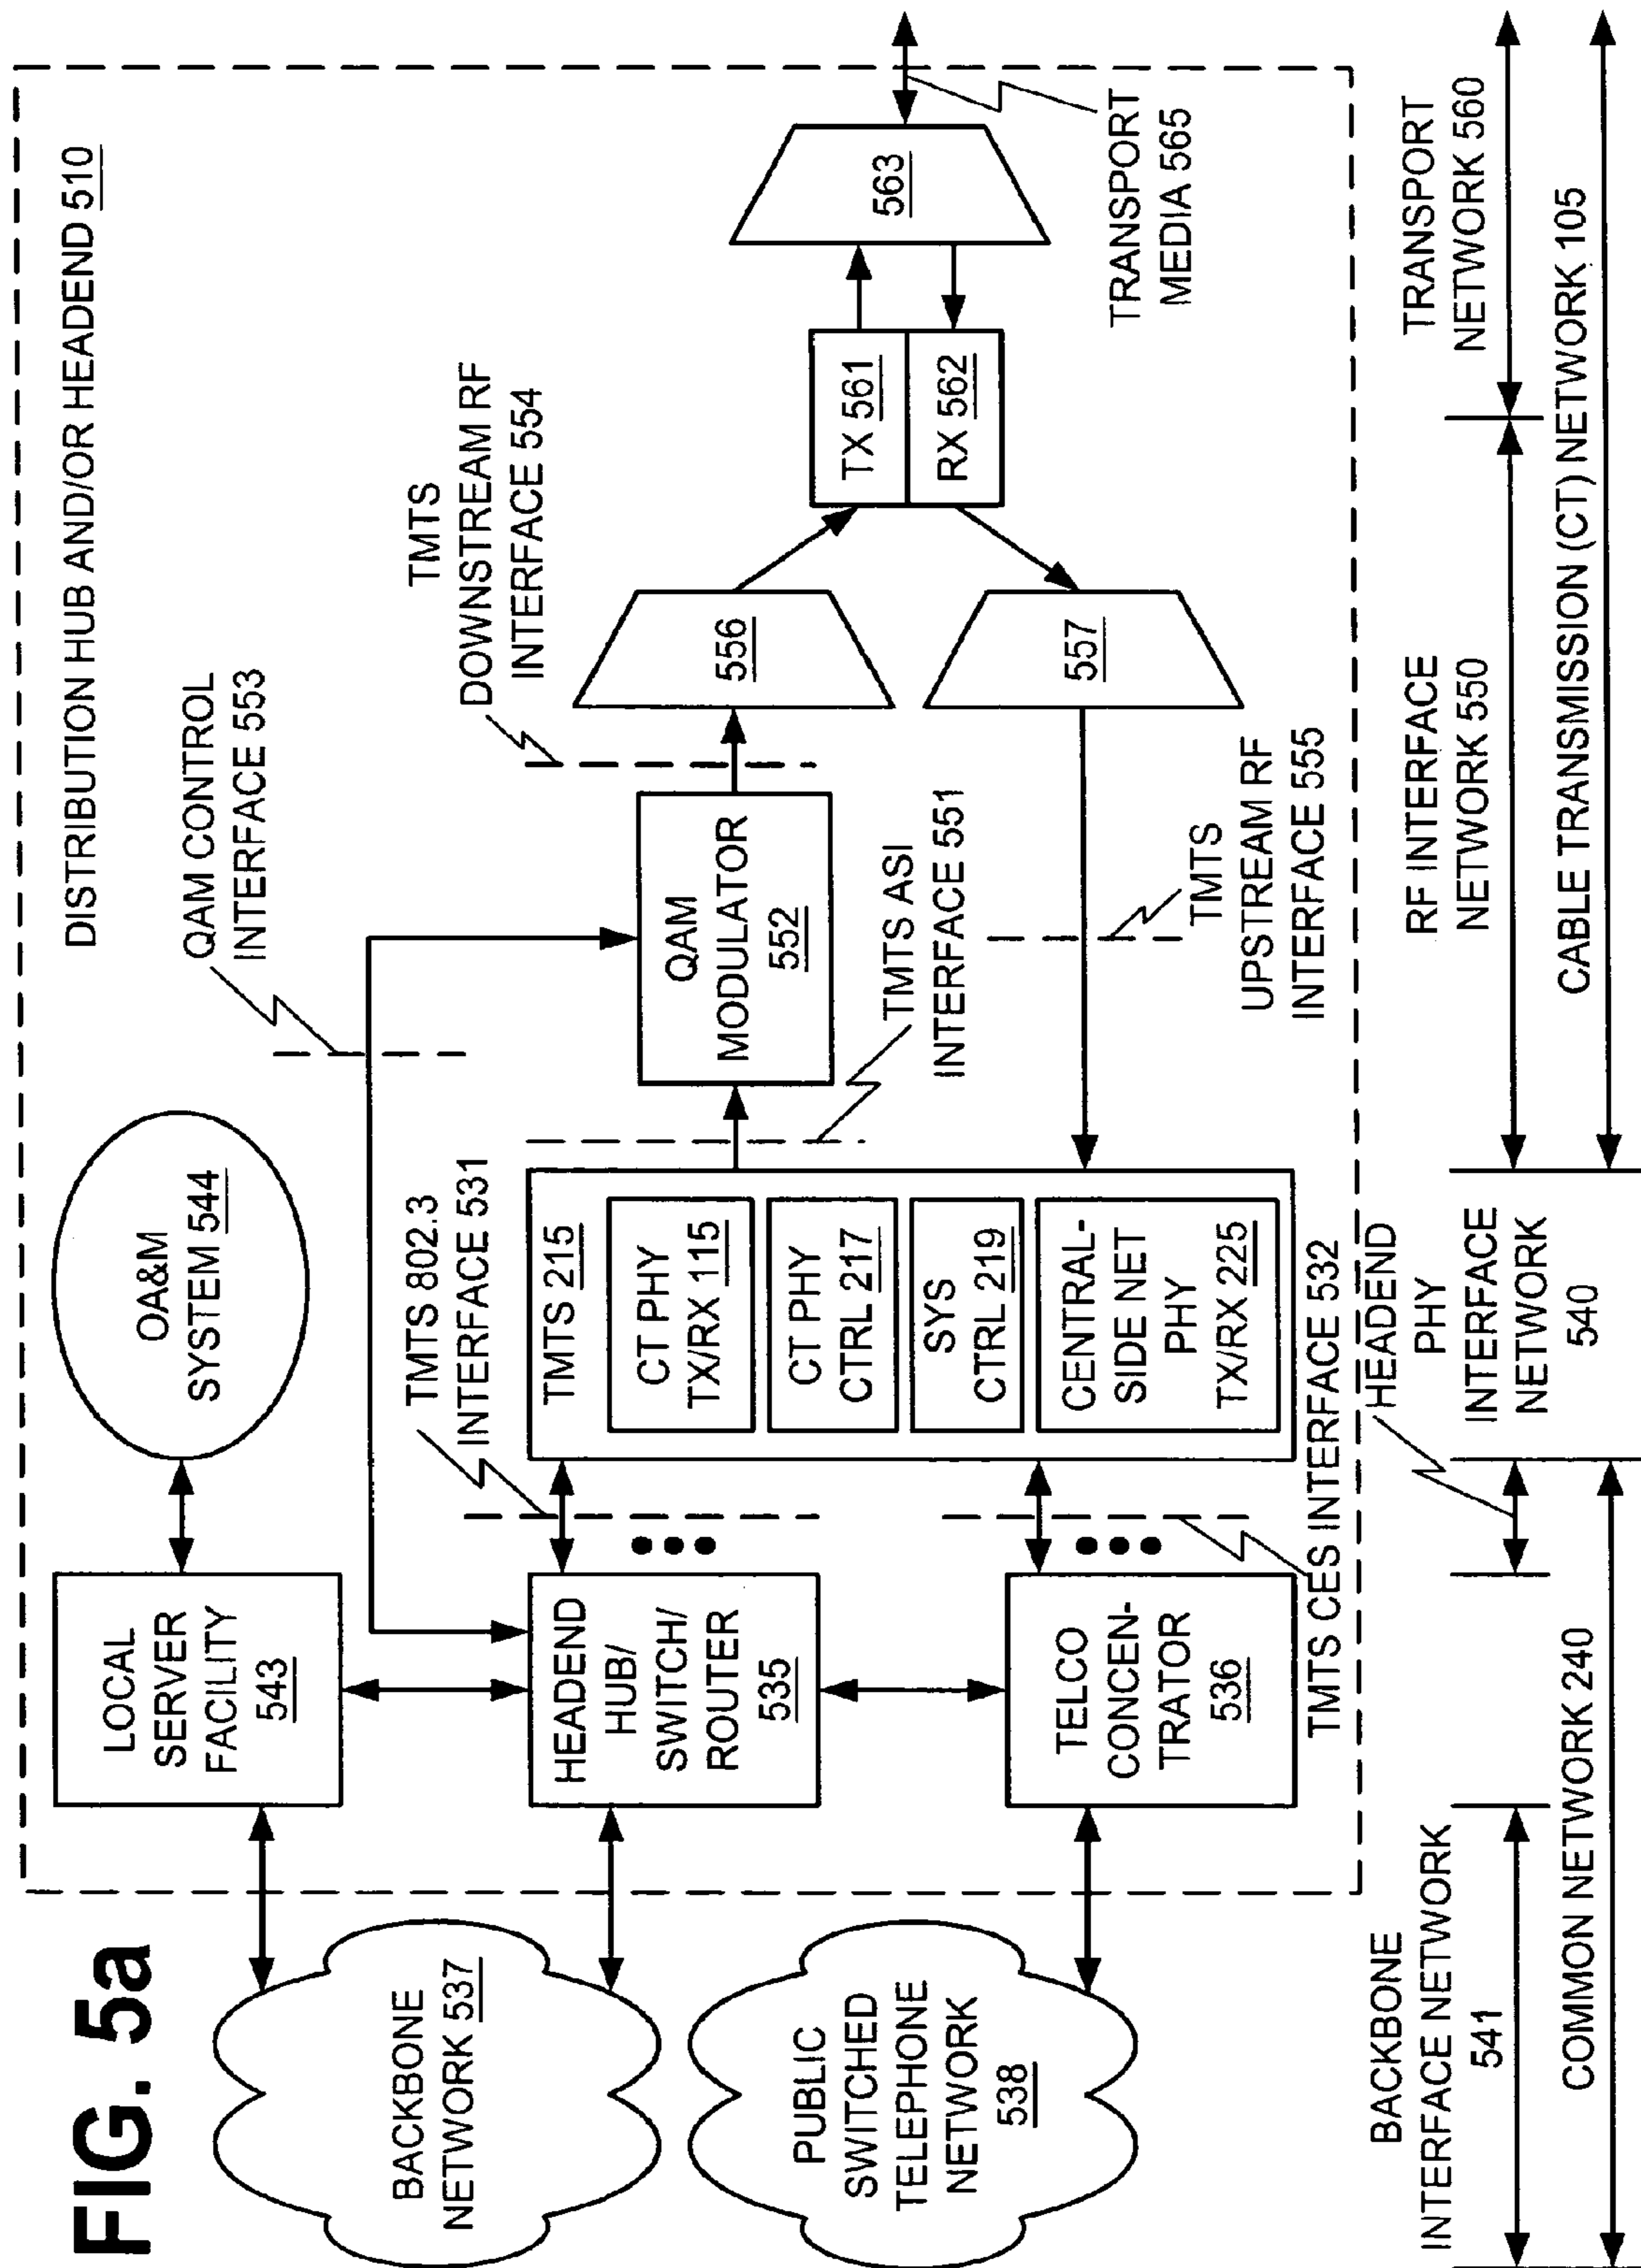 FIG. 5a
DISTRIBUTION HUB AND/OR HEADEND 510
BACKBONE
NETWORK 537
PUBLIC
SWITCHED
TELEPHONE
NETWORK
538
LOCAL
SERVER
FACILITY
543
OA&M
SYSTEM 544
HEADEND
HUB/
SWITCH/
ROUTER
535
TELCO
CONCEN-
TRATOR
536
TMTS 802.3
INTERFACE 531
TMTS CES INTERFACE 532
TMTS 215
CT PHY
TX/RX 115
CT PHY
CTRL 217
SYS
CTRL 219
CENTRAL-
SIDE NET
PHY
TX/RX 225
QAM CONTROL
INTERFACE 553
QAM
MODULATOR
552
TMTS ASI
INTERFACE 551
TMTS
DOWNSTREAM RF
INTERFACE 554
TMTS
UPSTREAM RF
INTERFACE 555
556
557
TX 561
RX 562
563
TRANSPORT
MEDIA 565
BACKBONE
INTERFACE NETWORK
541
HEADEND
PHY
INTERFACE
NETWORK
540
RF INTERFACE
NETWORK 550
TRANSPORT
NETWORK 560
COMMON NETWORK 240
CABLE TRANSMISSION (CT) NETWORK 105